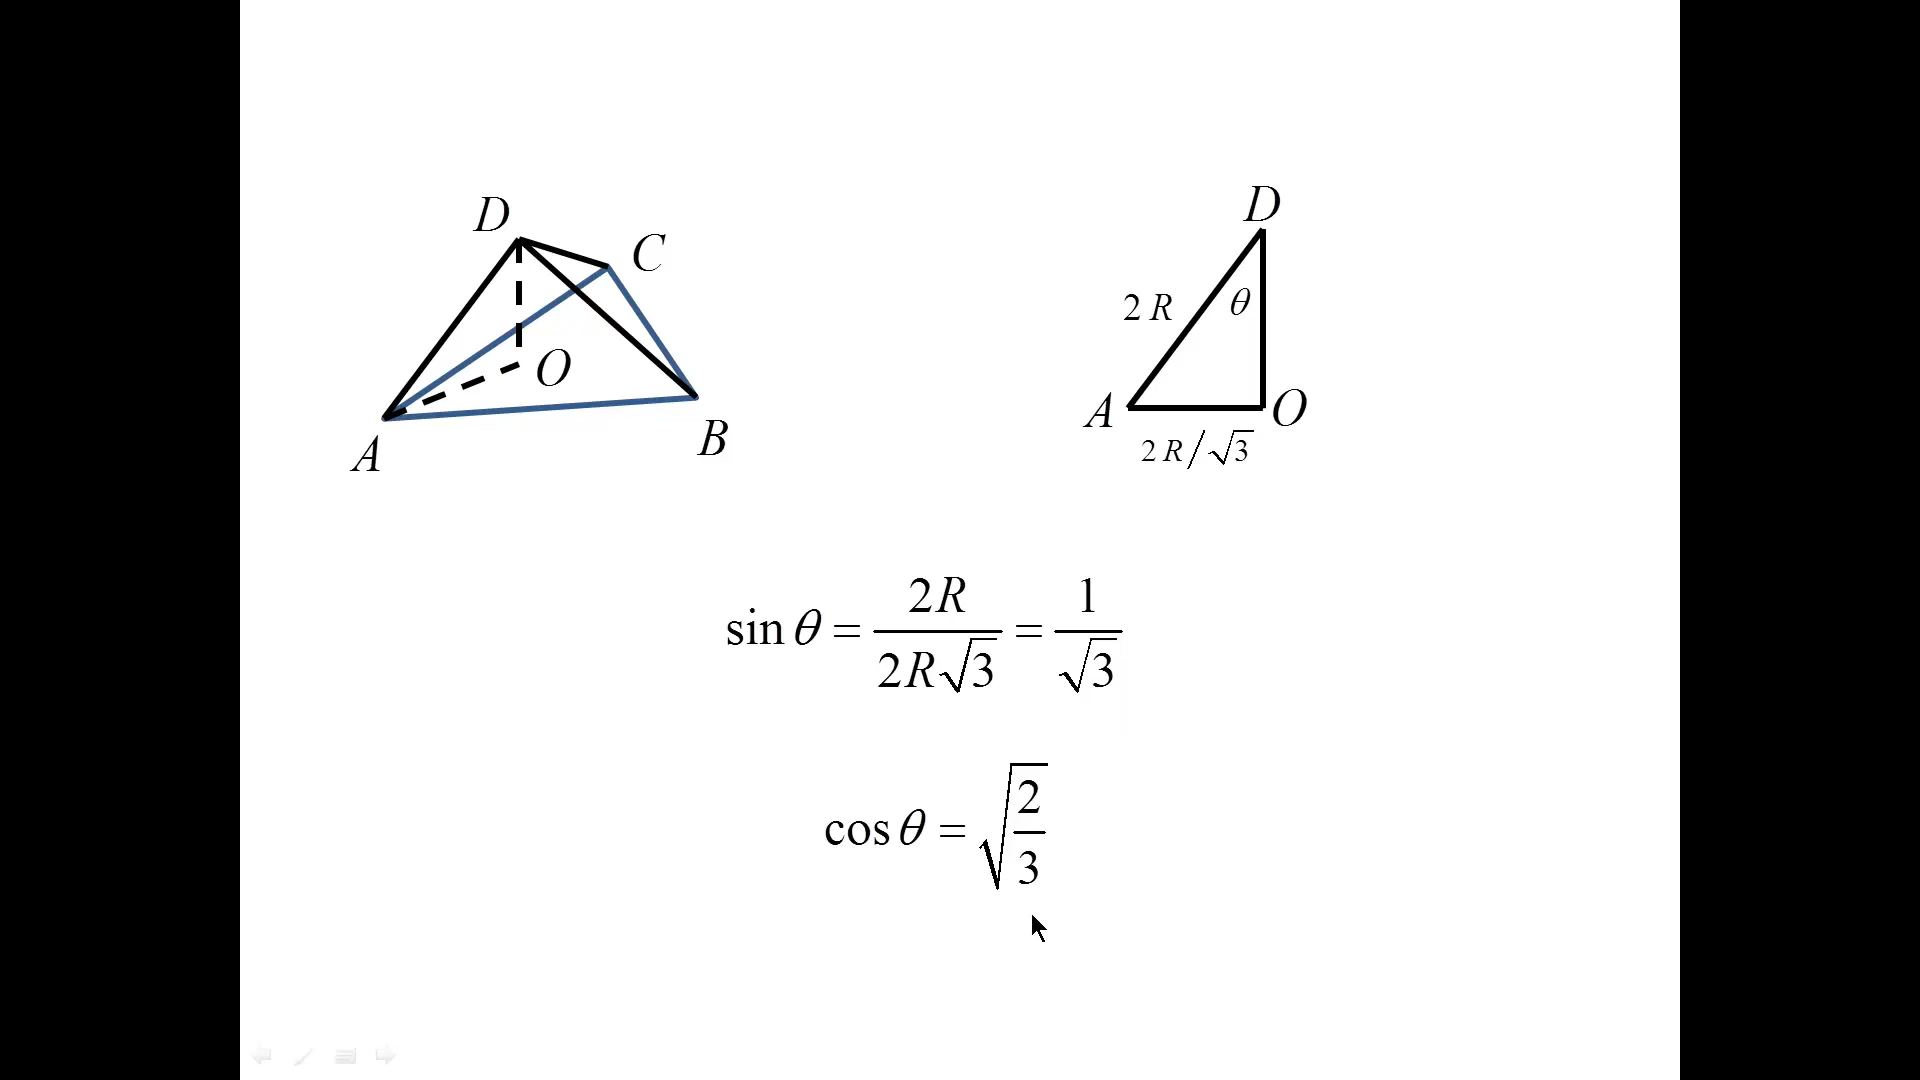 D
C
O
A
B
D
2 R
θ
A
O
2 R/√3
sin θ = 2R / 2R√3 = 1 / √3
cos θ = √(2/3)